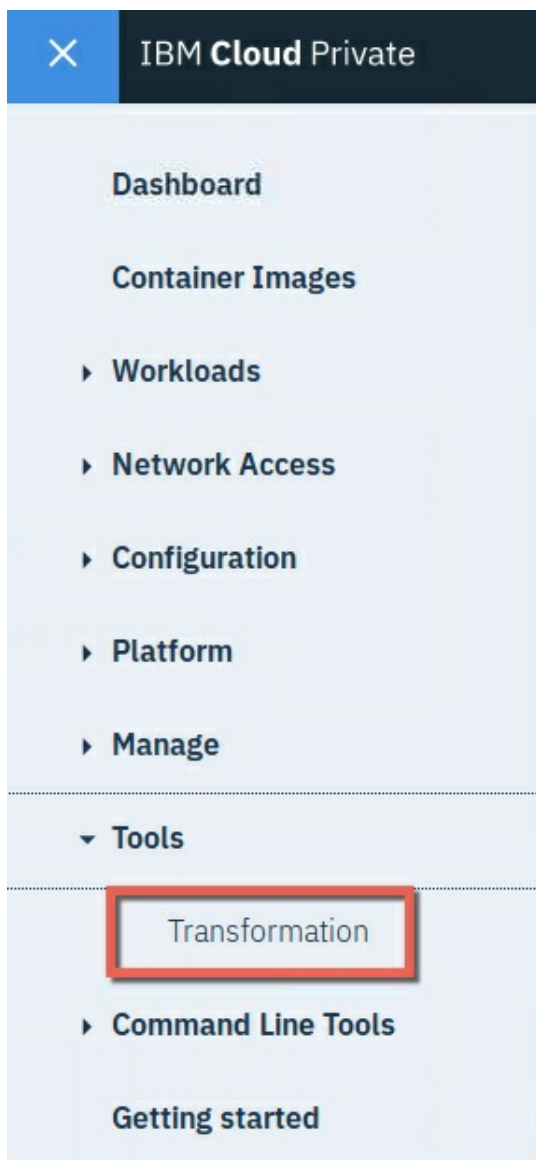 IBM Cloud Private
Dashboard
Container Images
Workloads
Network Access
Configuration
Platform
Manage
Tools
Transformation
Command Line Tools
Getting started